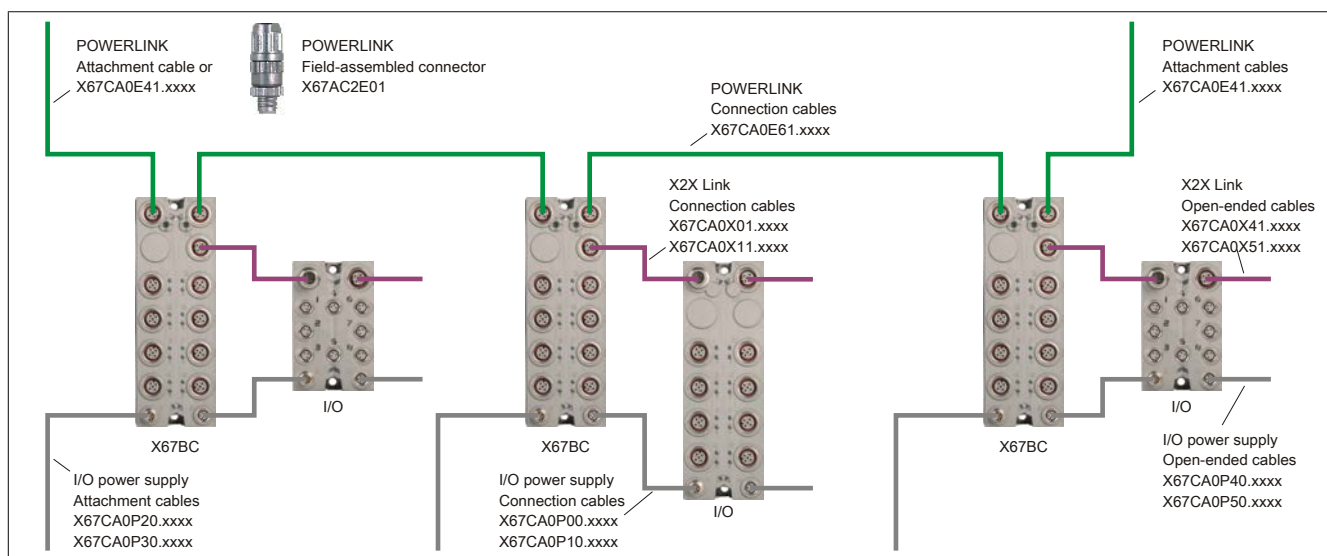 POWERLINK
Attachment cable or
X67CA0E41.xxxx
POWERLINK
Field-assembled connector
X67AC2E01
POWERLINK
Connection cables
X67CA0E61.xxxx
POWERLINK
Attachment cables
X67CA0E41.xxxx
X2X Link
Connection cables
X67CA0X01.xxxx
X67CA0X11.xxxx
X2X Link
Open-ended cables
X67CA0X41.xxxx
X67CA0X51.xxxx
I/O
X67BC
I/O power supply
Attachment cables
X67CA0P20.xxxx
X67CA0P30.xxxx
X67BC
I/O power supply
Connection cables
X67CA0P00.xxxx
X67CA0P10.xxxx
I/O
X67BC
I/O
I/O power supply
Open-ended cables
X67CA0P40.xxxx
X67CA0P50.xxxx